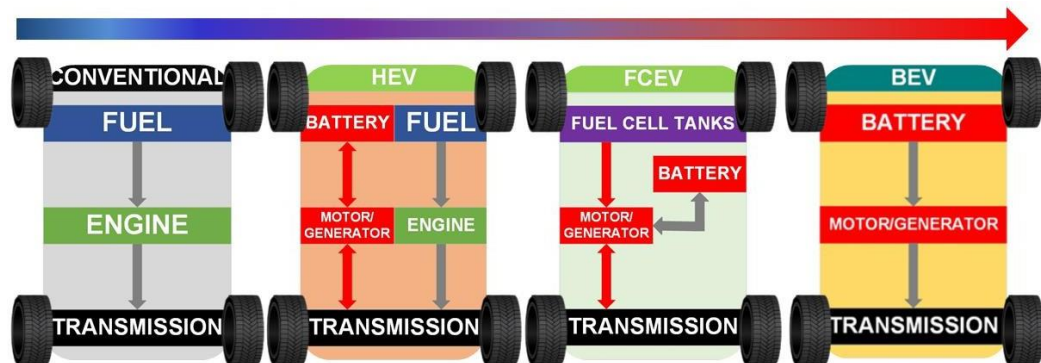 CONVENTIONAL
FUEL
ENGINE
TRANSMISSION
HEV
BATTERY FUEL
MOTOR/
GENERATOR
ENGINE
TRANSMISSION
FCEV
FUEL CELL TANKS
BATTERY
MOTOR/
GENERATOR
TRANSMISSION
BEV
BATTERY
MOTOR/GENERATOR
TRANSMISSION